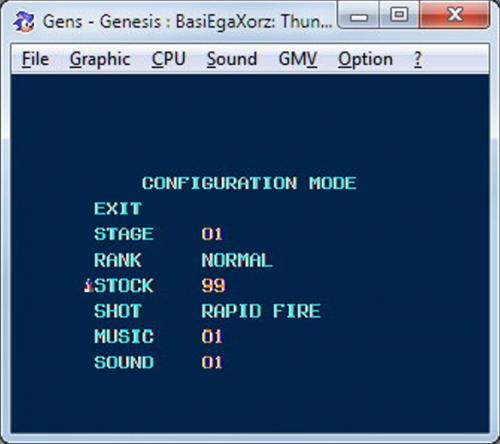 Gens - Genesis : BasiEgaXorz: Thun...
File Graphic CPU Sound GMV Option ?
CONFIGURATION MODE
EXIT
STAGE 01
RANK NORMAL
STOCK 99
SHOT RAPID FIRE
MUSIC 01
SOUND 01